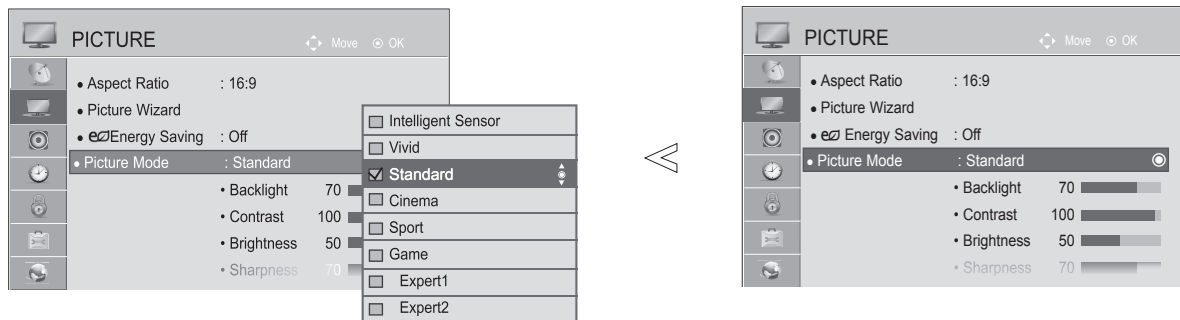 PICTURE Move OK
• Aspect Ratio : 16:9
• Picture Wizard
• Energy Saving : Off
• Picture Mode : Standard
• Backlight 70
• Contrast 100
• Brightness 50
• Sharpness 70
Intelligent Sensor
Vivid
Standard
Cinema
Sport
Game
Expert1
Expert2
<
PICTURE Move OK
• Aspect Ratio : 16:9
• Picture Wizard
• Energy Saving : Off
• Picture Mode : Standard
• Backlight 70
• Contrast 100
• Brightness 50
• Sharpness 70